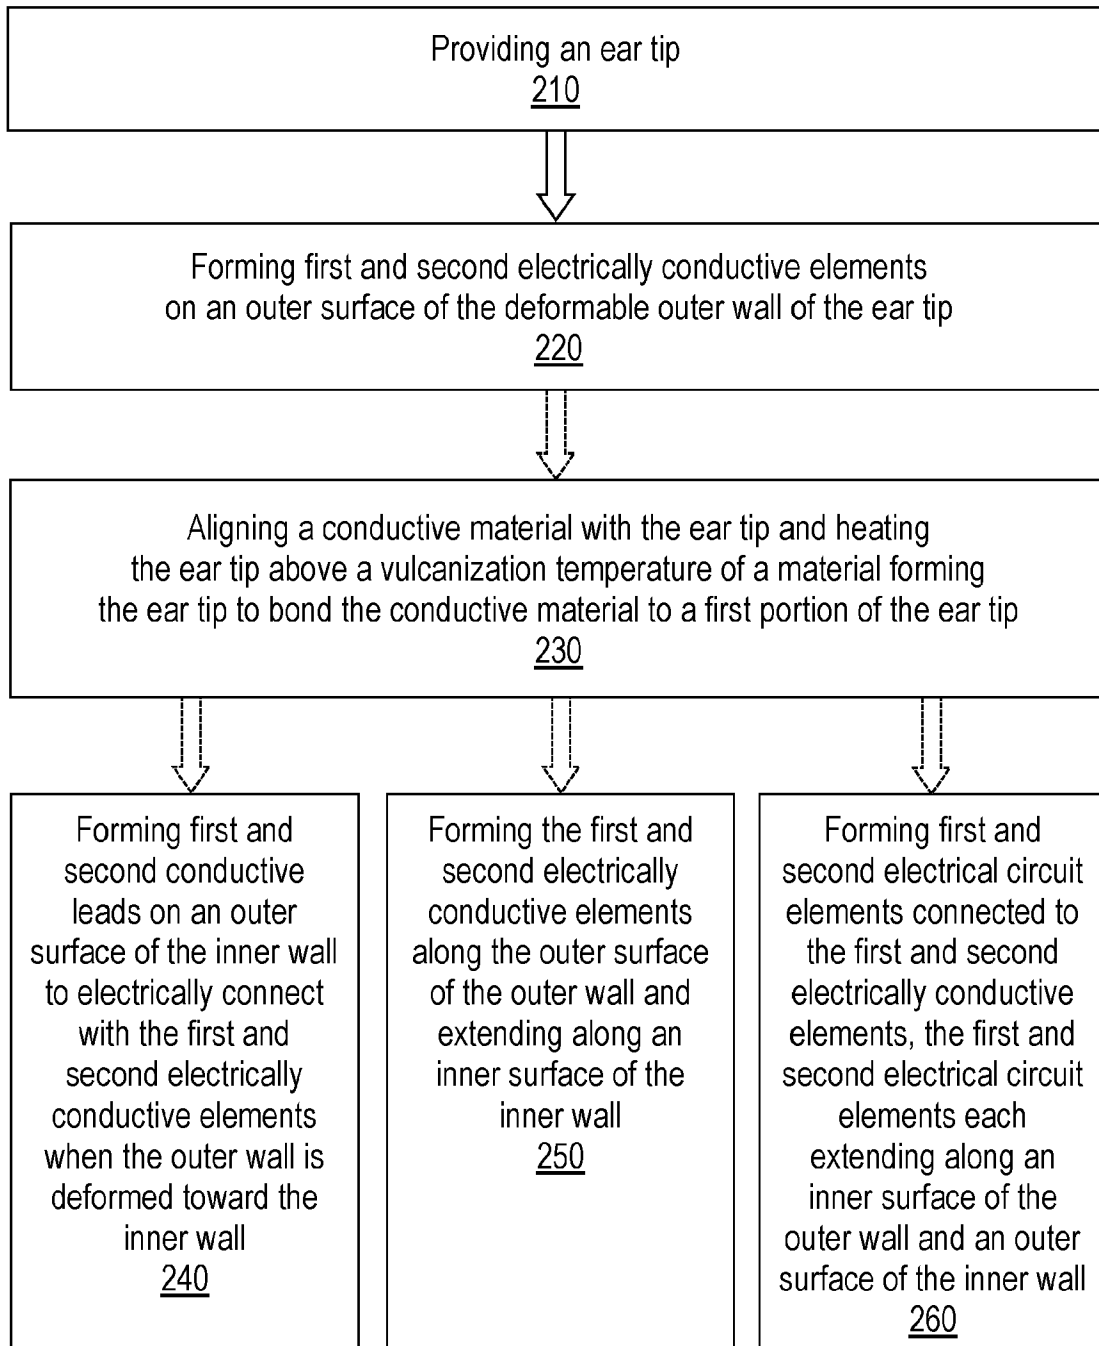 Providing an ear tip
210
Forming first and second electrically conductive elements
on an outer surface of the deformable outer wall of the ear tip
220
Aligning a conductive material with the ear tip and heating
the ear tip above a vulcanization temperature of a material forming
the ear tip to bond the conductive material to a first portion of the ear tip
230
Forming first and
second conductive
leads on an outer
surface of the inner wall
to electrically connect
with the first and
second electrically
conductive elements
when the outer wall is
deformed toward the
inner wall
240
Forming the first and
second electrically
conductive elements
along the outer surface
of the outer wall and
extending along an
inner surface of the
inner wall
250
Forming first and
second electrical circuit
elements connected to
the first and second
electrically conductive
elements, the first and
second electrical circuit
elements each
extending along an
inner surface of the
outer wall and an outer
surface of the inner wall
260